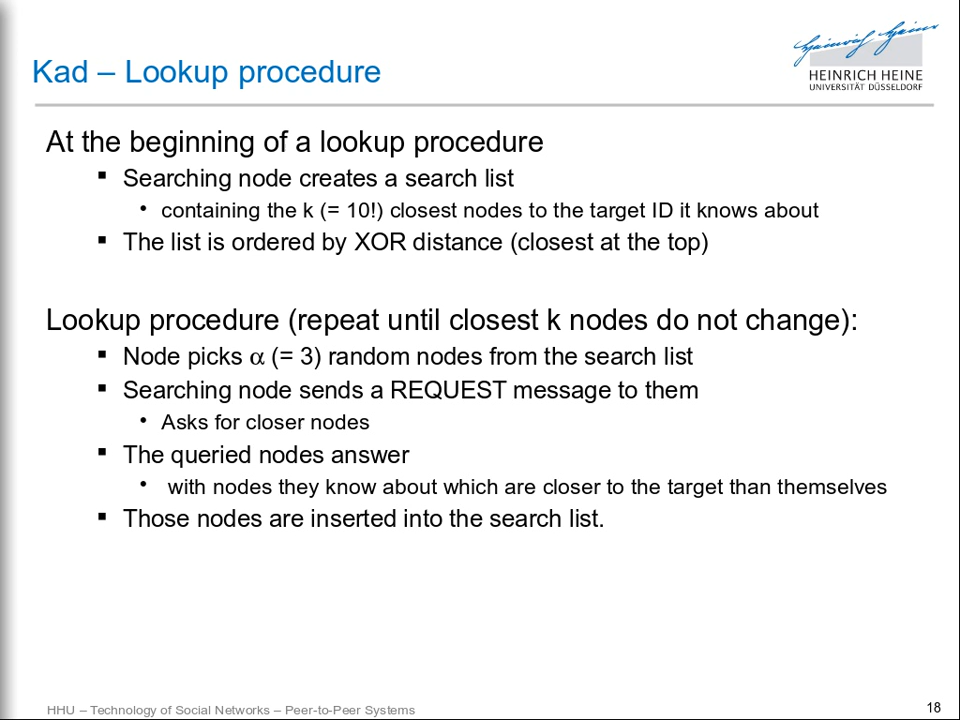 Kad – Lookup procedure
Heinrich Heine
HEINRICH HEINE
UNIVERSITÄT DÜSSELDORF
At the beginning of a lookup procedure
▪ Searching node creates a search list
• containing the k (= 10!) closest nodes to the target ID it knows about
▪ The list is ordered by XOR distance (closest at the top)
Lookup procedure (repeat until closest k nodes do not change):
▪ Node picks α (= 3) random nodes from the search list
▪ Searching node sends a REQUEST message to them
• Asks for closer nodes
▪ The queried nodes answer
• with nodes they know about which are closer to the target than themselves
▪ Those nodes are inserted into the search list.
HHU – Technology of Social Networks – Peer-to-Peer Systems
18